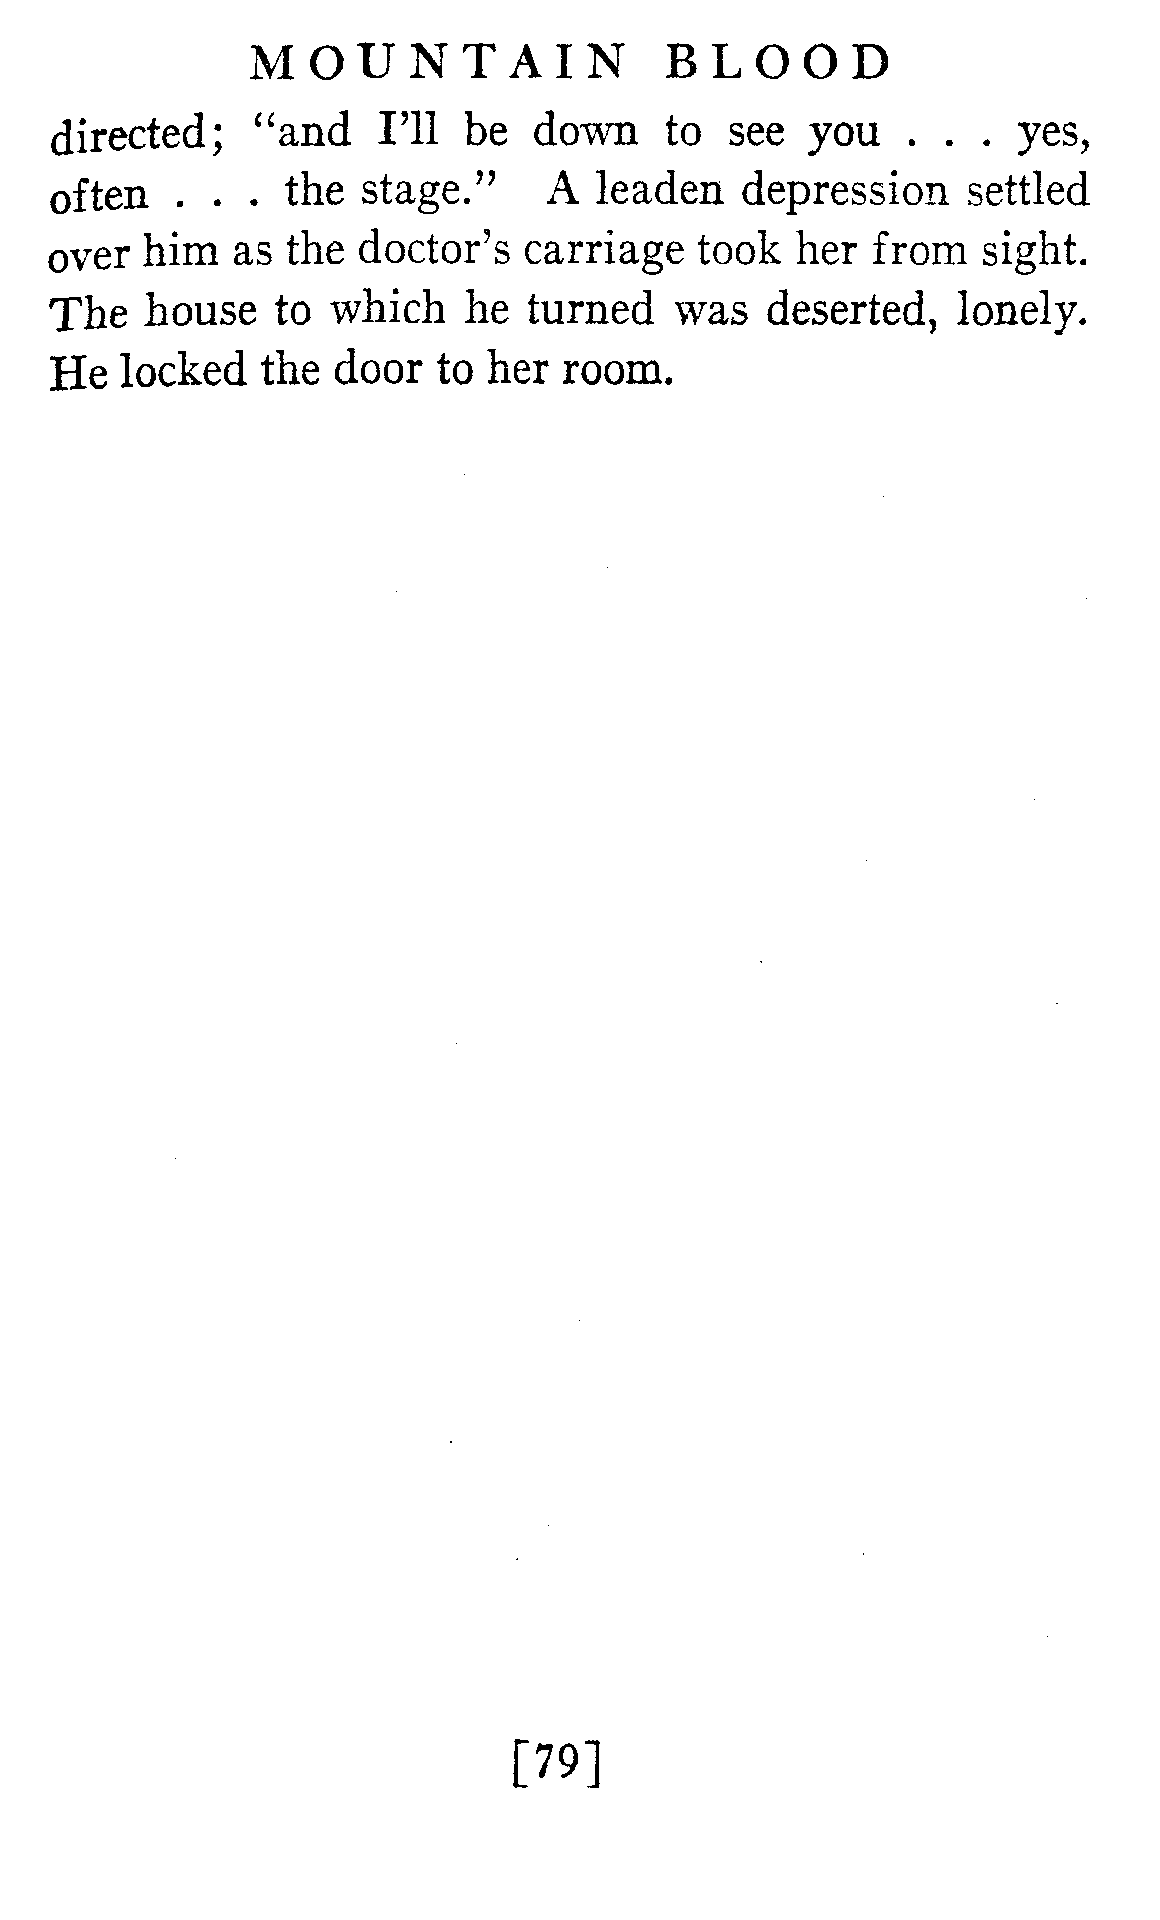 MOUNTAIN BLOOD
directed; “and I’ll be down to see you . . . yes,
often . . . the stage.” A leaden depression settled
over him as the doctor’s carriage took her from sight.
The house to which he turned was deserted, lonely.
He locked the door to her room.
[79]